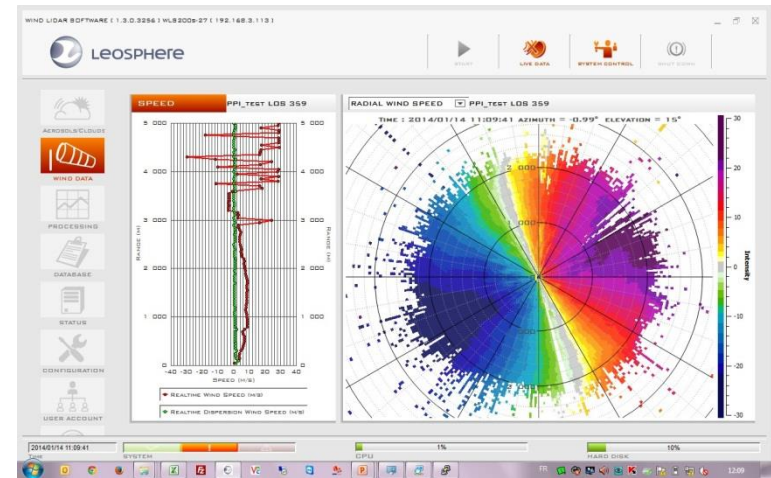 WIND LIDAR SOFTWARE ( 1.3.0.3256 ) WLS200S-27 ( 192.168.3.113 )
LEOSPHERE
START
LIVE DATA
SYSTEM CONTROL
SHUT DOWN
AEROSOLS/CLOUDS
WIND DATA
PROCESSING
DATABASE
STATUS
CONFIGURATION
USER ACCOUNT
SPEED
PPI_TEST LOS 359
5 000 5 000
4 000 4 000
3 000 3 000
2 000 2 000
1 000 1 000
0 0
RANGE (M)
RANGE (M)
-40 -30 -20 -10 0 10 20 30 40
SPEED (M/S)
REALTIME WIND SPEED (M/S)
REALTIME DISPERSION WIND SPEED (M/S)
RADIAL WIND SPEED PPI_TEST LOS 359
TIME : 2014/01/14 11:09:41 AZIMUTH = -0.99° ELEVATION = 15°
2 000
1 000
30
20
10
0
-10
-20
-30
Intensity
2014/01/14 11:09:41
TIME
SYSTEM
1%
CPU
10%
HARD DISK
FR
12:09